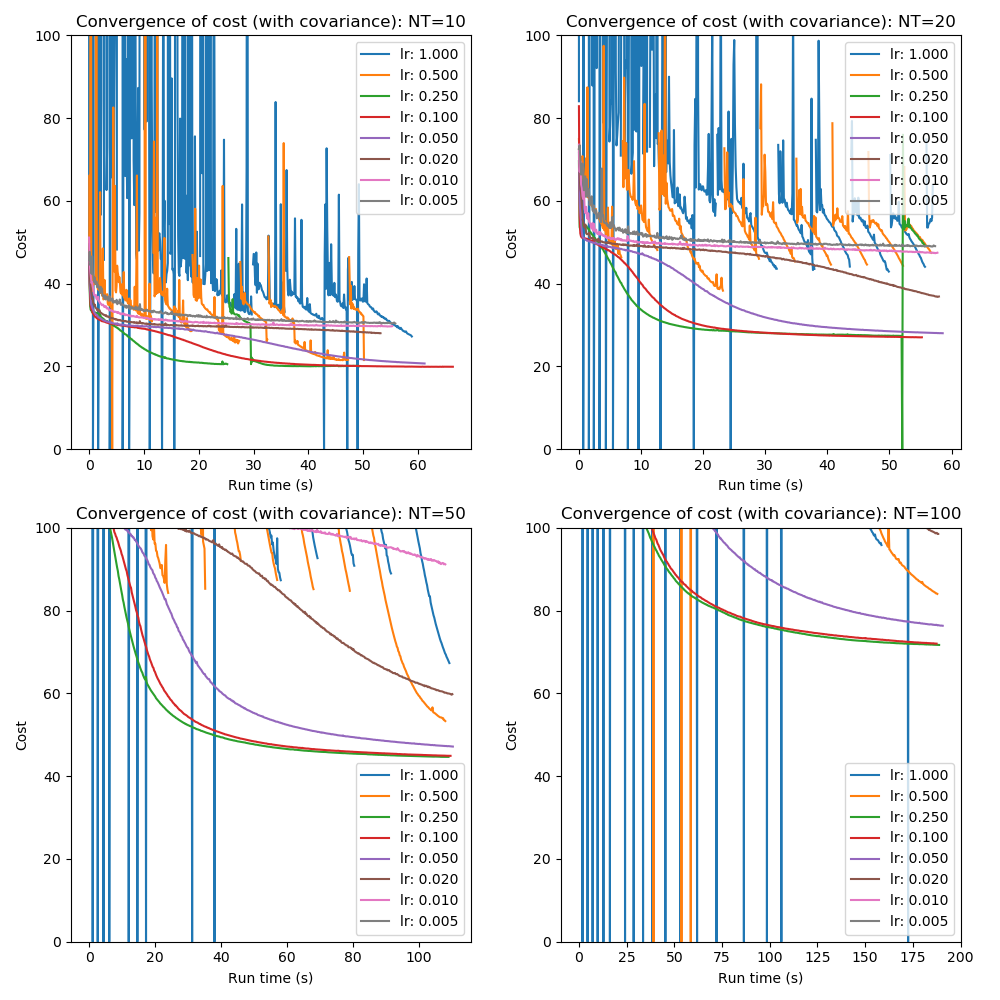 Convergence of cost (with covariance): NT=10
100
80
60
40
20
0
Cost
lr: 1.000
lr: 0.500
lr: 0.250
lr: 0.100
lr: 0.050
lr: 0.020
lr: 0.010
lr: 0.005
0 10 20 30 40 50 60
Run time (s)
Convergence of cost (with covariance): NT=20
100
80
60
40
20
0
Cost
lr: 1.000
lr: 0.500
lr: 0.250
lr: 0.100
lr: 0.050
lr: 0.020
lr: 0.010
lr: 0.005
0 10 20 30 40 50 60
Run time (s)
Convergence of cost (with covariance): NT=50
100
80
60
40
20
0
Cost
lr: 1.000
lr: 0.500
lr: 0.250
lr: 0.100
lr: 0.050
lr: 0.020
lr: 0.010
lr: 0.005
0 20 40 60 80 100
Run time (s)
Convergence of cost (with covariance): NT=100
100
80
60
40
20
0
Cost
lr: 1.000
lr: 0.500
lr: 0.250
lr: 0.100
lr: 0.050
lr: 0.020
lr: 0.010
lr: 0.005
0 25 50 75 100 125 150 175 200
Run time (s)